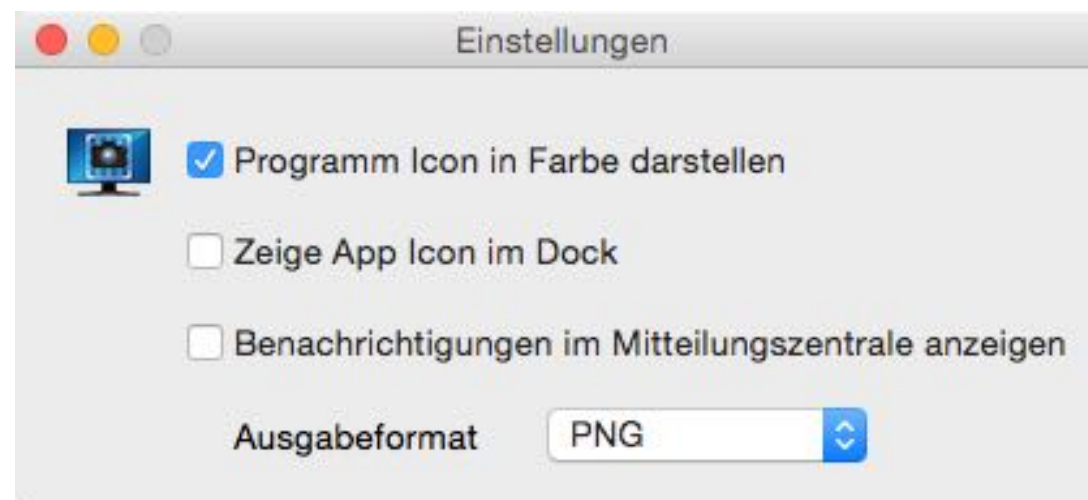 Einstellungen
Programm Icon in Farbe darstellen
Zeige App Icon im Dock
Benachrichtigungen im Mitteilungszentrale anzeigen
Ausgabeformat PNG